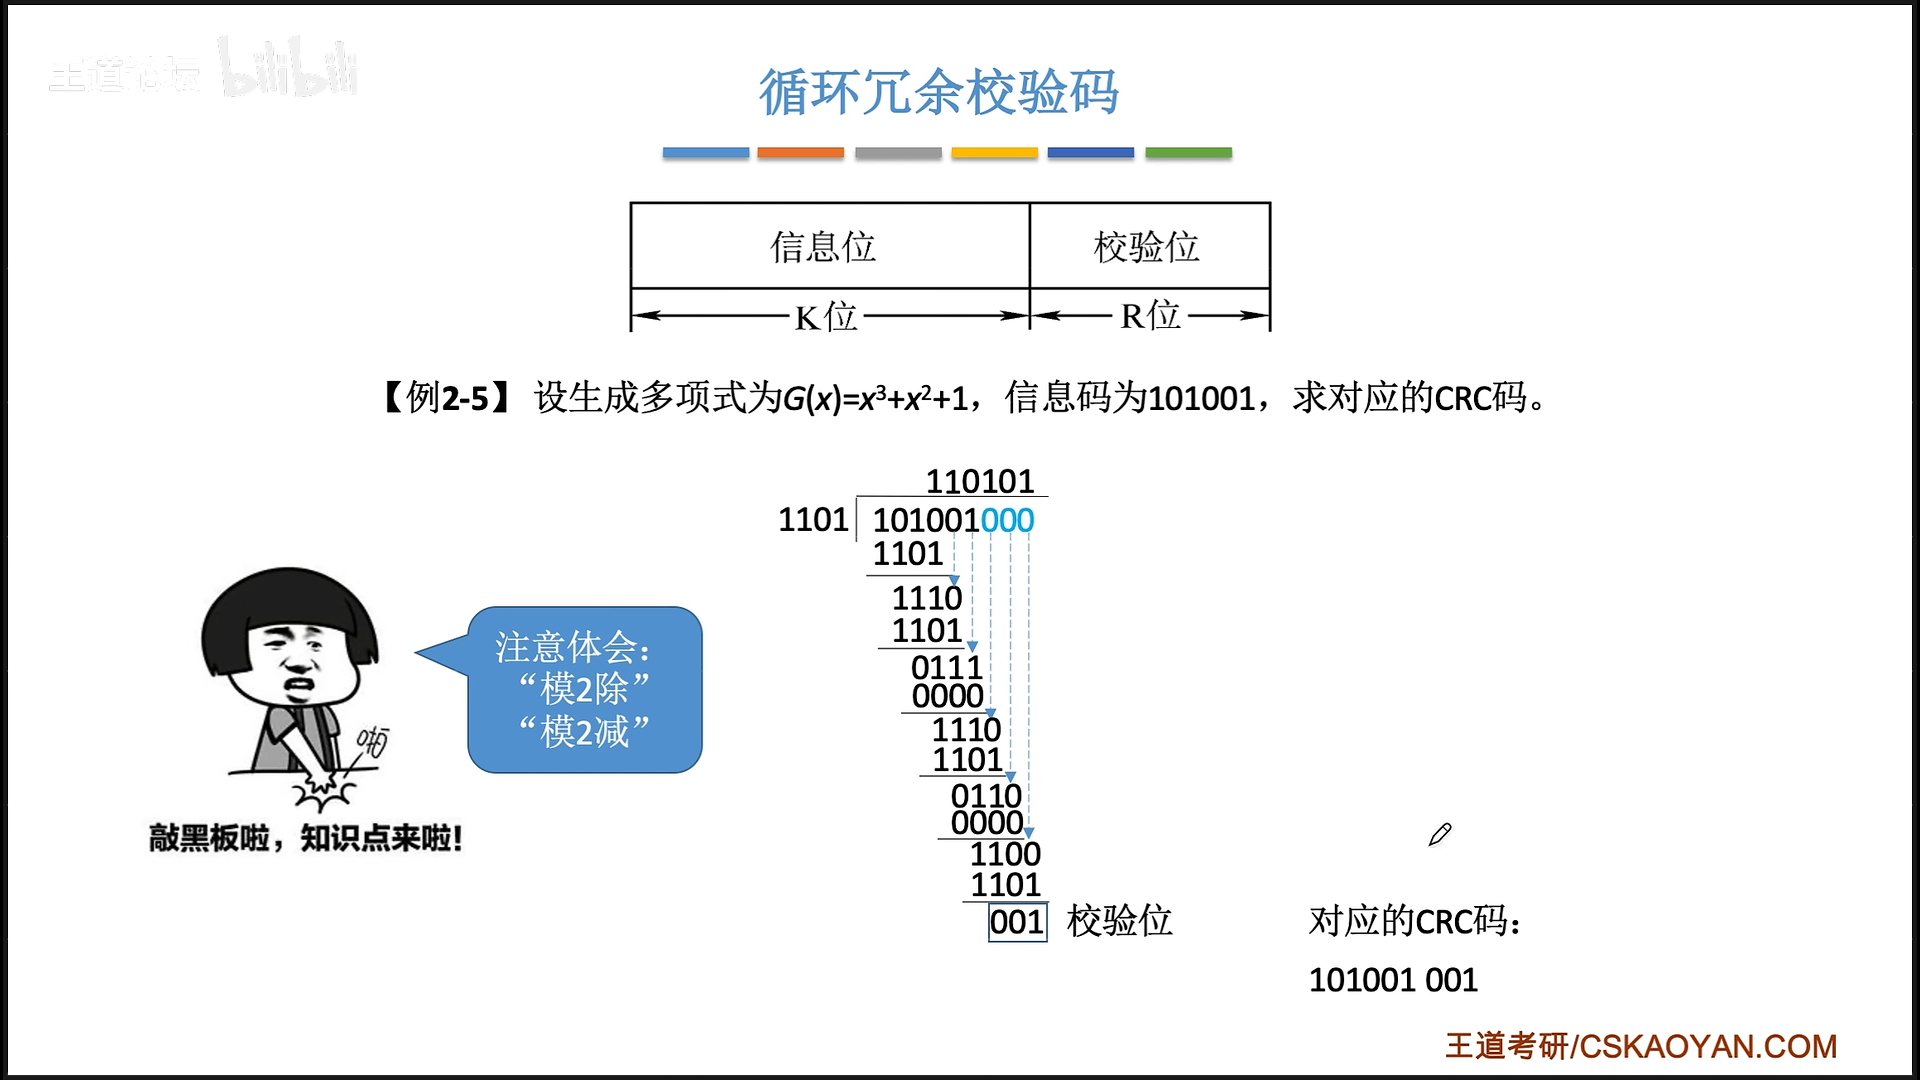 王道论坛 bilibili
循环冗余校验码
信息位 校验位
K位 R位
【例2-5】 设生成多项式为G(x)=x³+x²+1，信息码为101001，求对应的CRC码。
110101
1101 101001000
1101
1110
1101
0111
0000
1110
1101
0110
0000
1100
1101
001 校验位
注意体会：
“模2除”
“模2减”
啪
敲黑板啦，知识点来啦!
对应的CRC码：
101001 001
王道考研/CSKAOYAN.COM